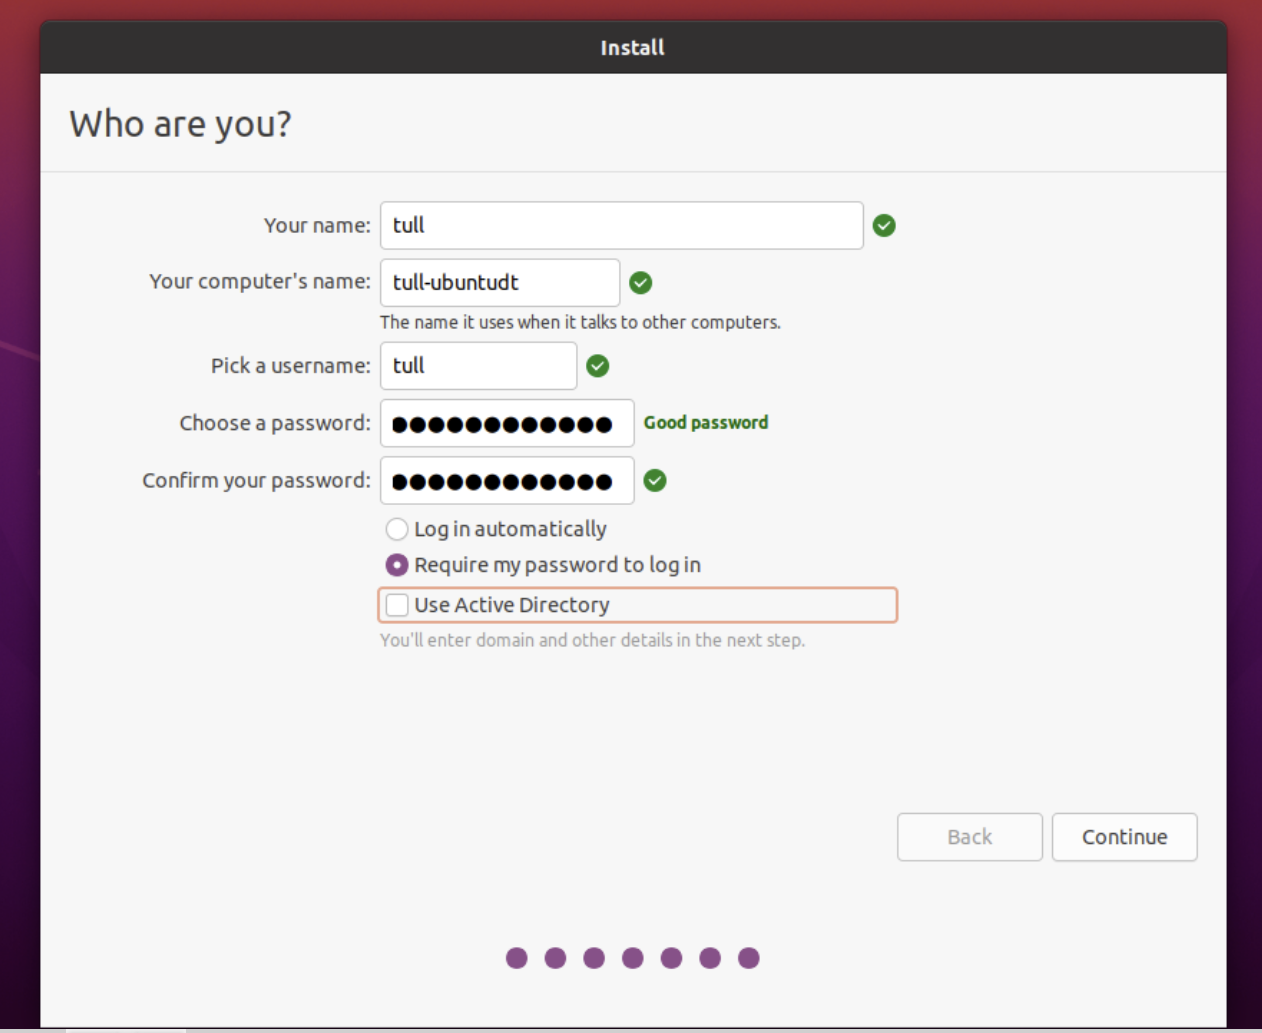 Install
Who are you?
Your name: tull
Your computer's name: tull-ubuntudt
The name it uses when it talks to other computers.
Pick a username: tull
Choose a password: ●●●●●●●●●●●● Good password
Confirm your password: ●●●●●●●●●●●●
Log in automatically
Require my password to log in
Use Active Directory
You'll enter domain and other details in the next step.
Back Continue